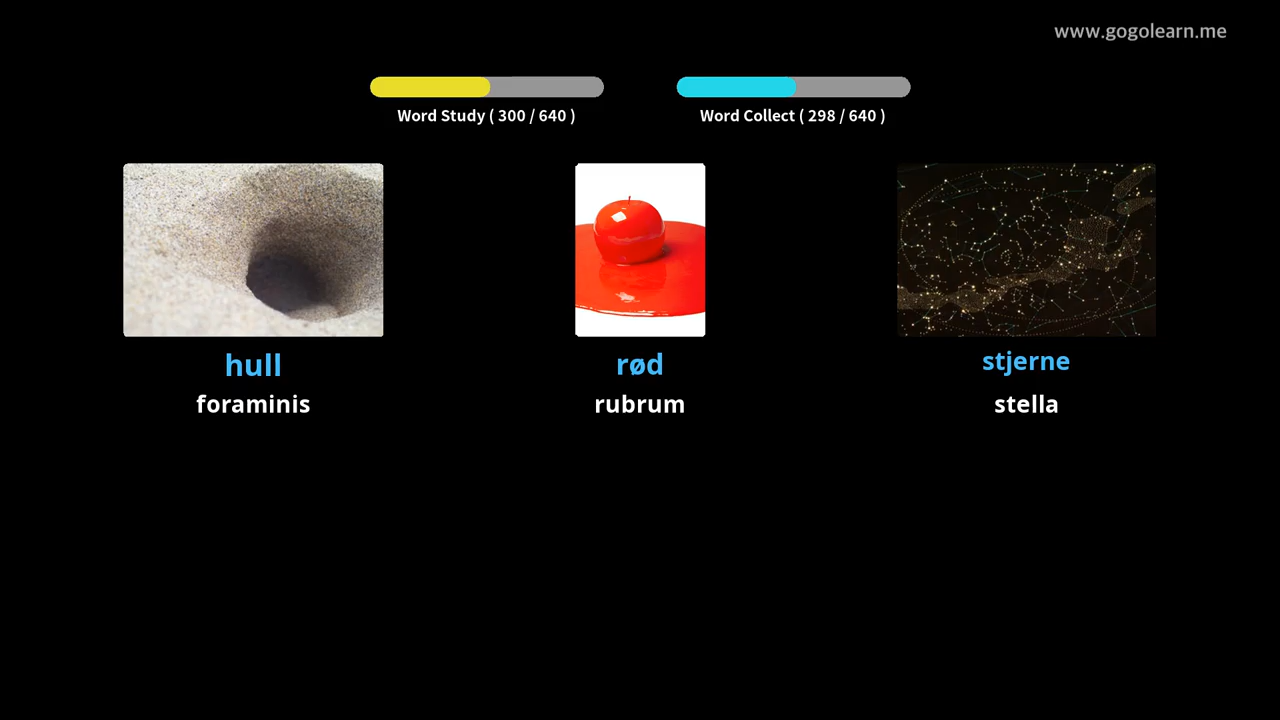 www.gogolearn.me
Word Study ( 300 / 640 )
Word Collect ( 298 / 640 )
hull
rød
stjerne
foraminis
rubrum
stella